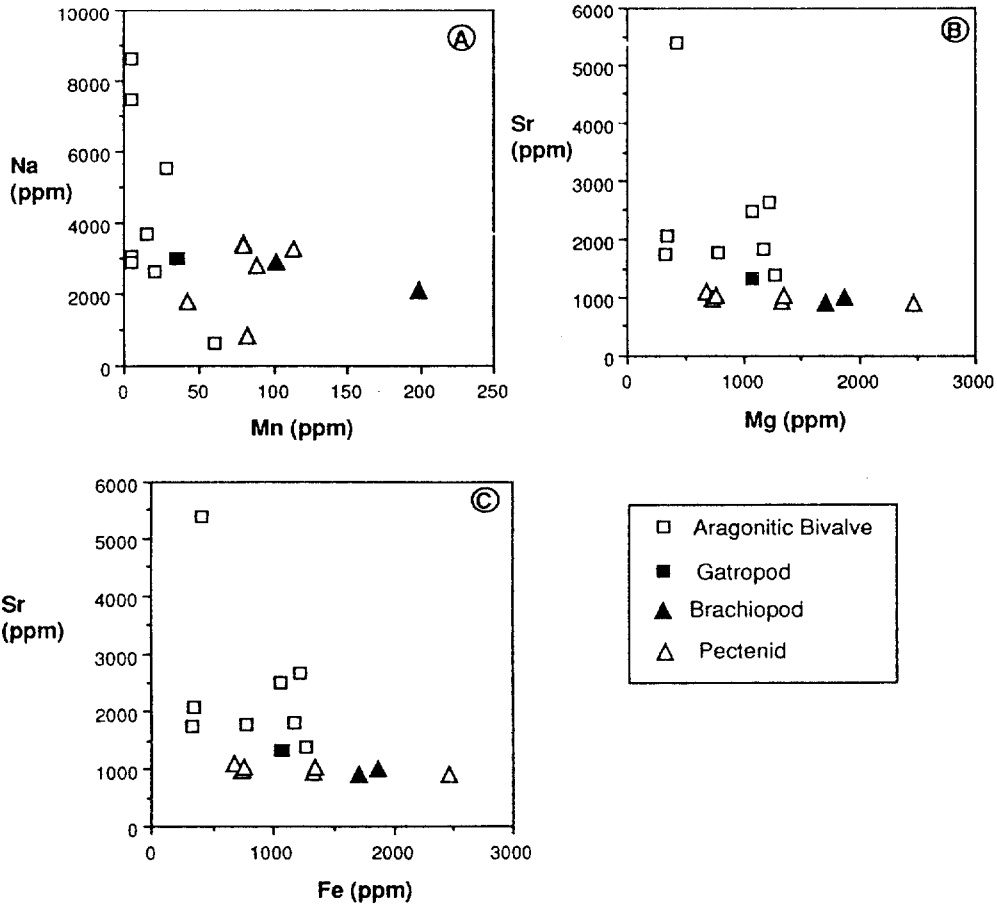 A
10000
8000
6000
4000
2000
0
Na
(ppm)
0 50 100 150 200 250
Mn (ppm)
B
6000
5000
4000
3000
2000
1000
0
Sr
(ppm)
0 1000 2000 3000
Mg (ppm)
C
6000
5000
4000
3000
2000
1000
0
Sr
(ppm)
0 1000 2000 3000
Fe (ppm)
Aragonitic Bivalve
Gatropod
Brachiopod
Pectenid